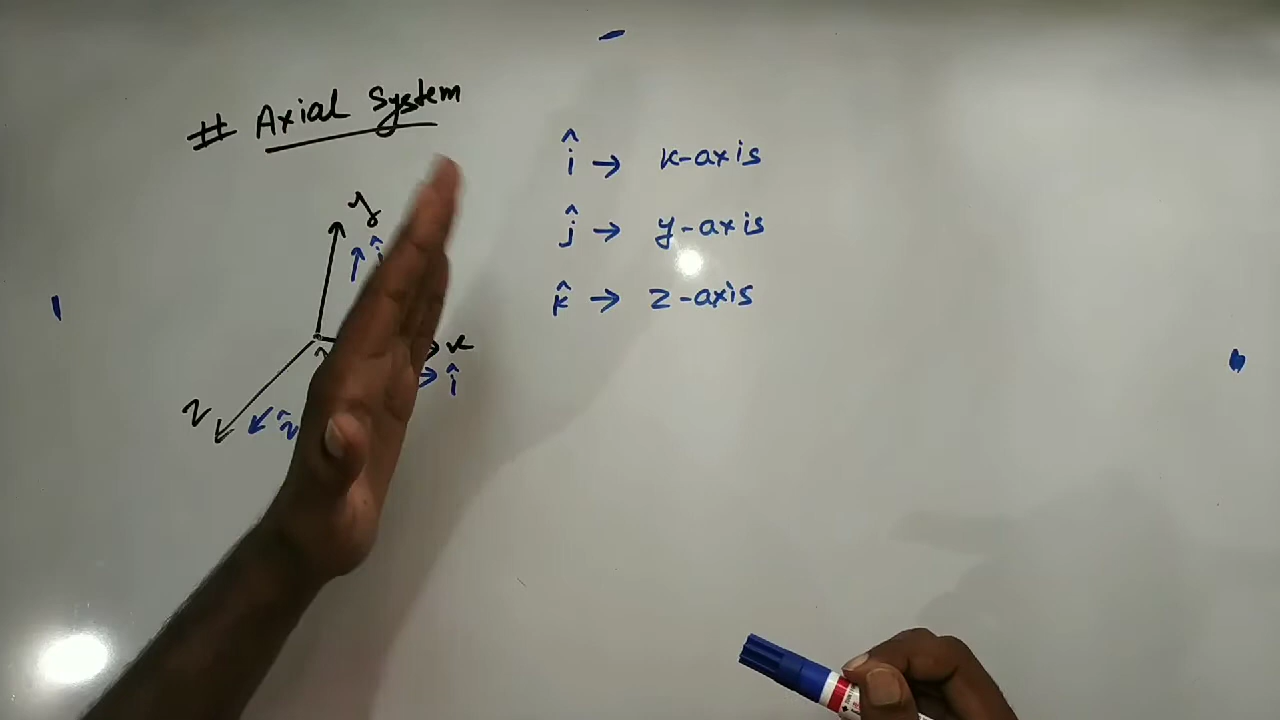 # Axial System
î → x-axis
y
ĵ → y-axis
ĵ
k̂ → z-axis
x
î
z